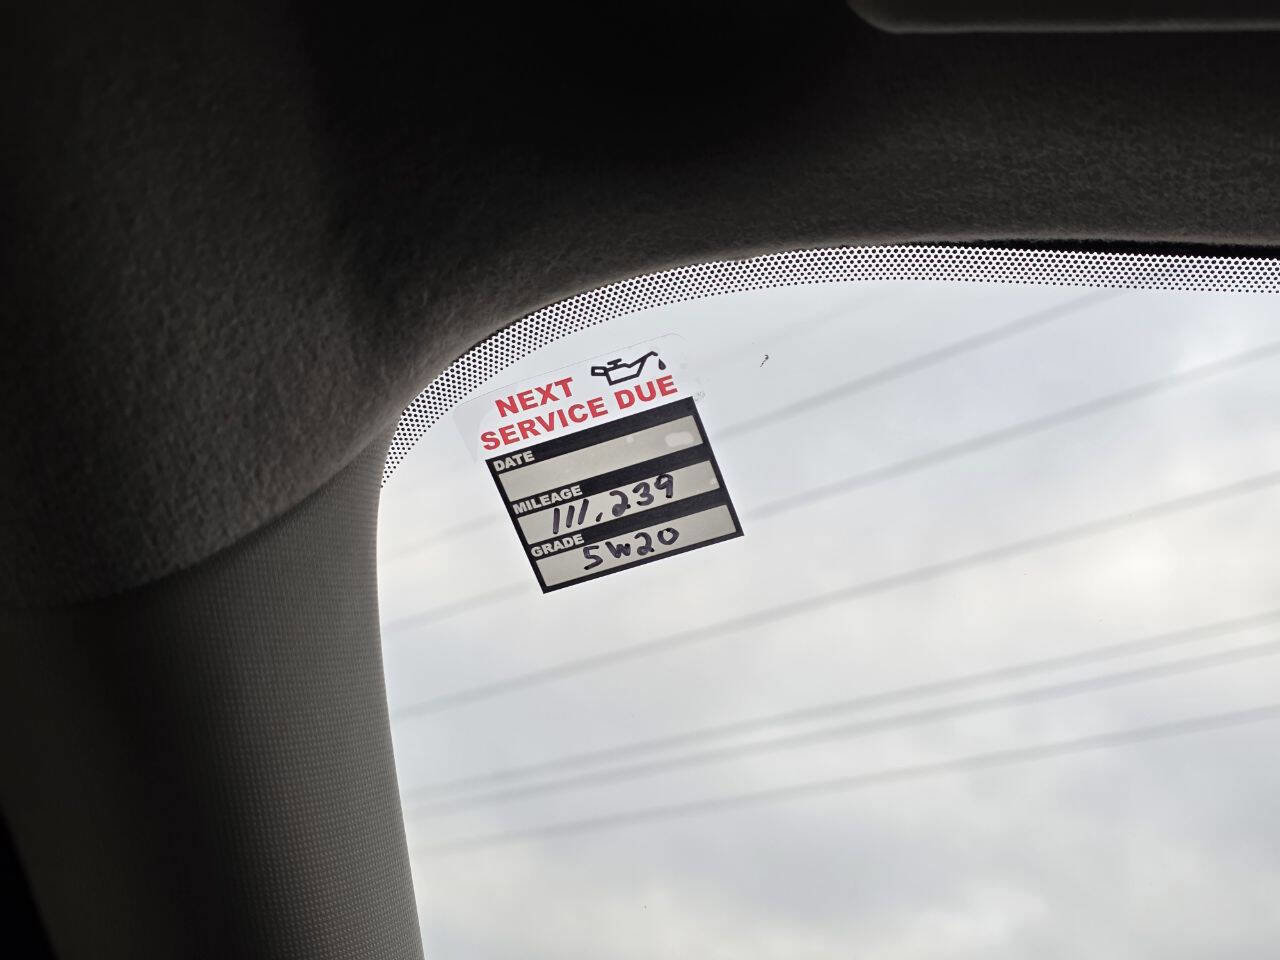 NEXT
SERVICE DUE
DATE
MILEAGE
111,239
GRADE
5W20